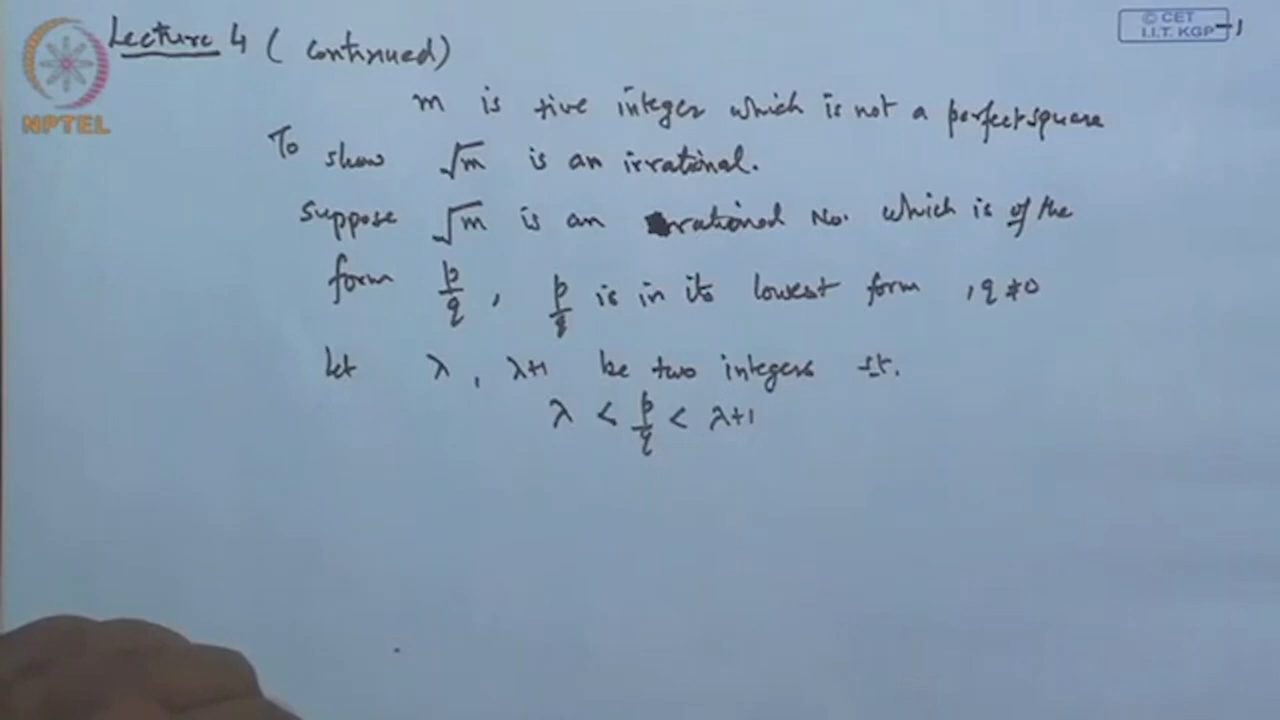 Lecture 4 (continued)
© CET
I.I.T. KGP
-1
NPTEL
m is +ive integer which is not a perfect square
To show √m is an irrational.
Suppose √m is an rational No. which is of the
form p/q, p/q is in its lowest form, q≠0
Let λ, λ+1 be two integers st.
λ < p/q < λ+1